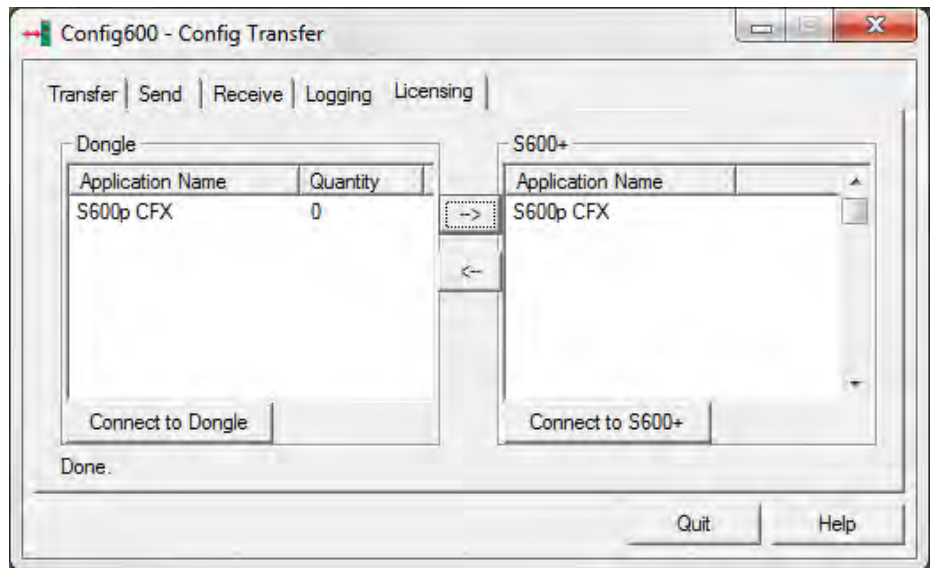 Config600 - Config Transfer
Transfer Send Receive Logging Licensing
Dongle
Application Name Quantity
S600p CFX 0
Connect to Dongle
-->
<--
S600+
Application Name
S600p CFX
Connect to S600+
Done.
Quit Help